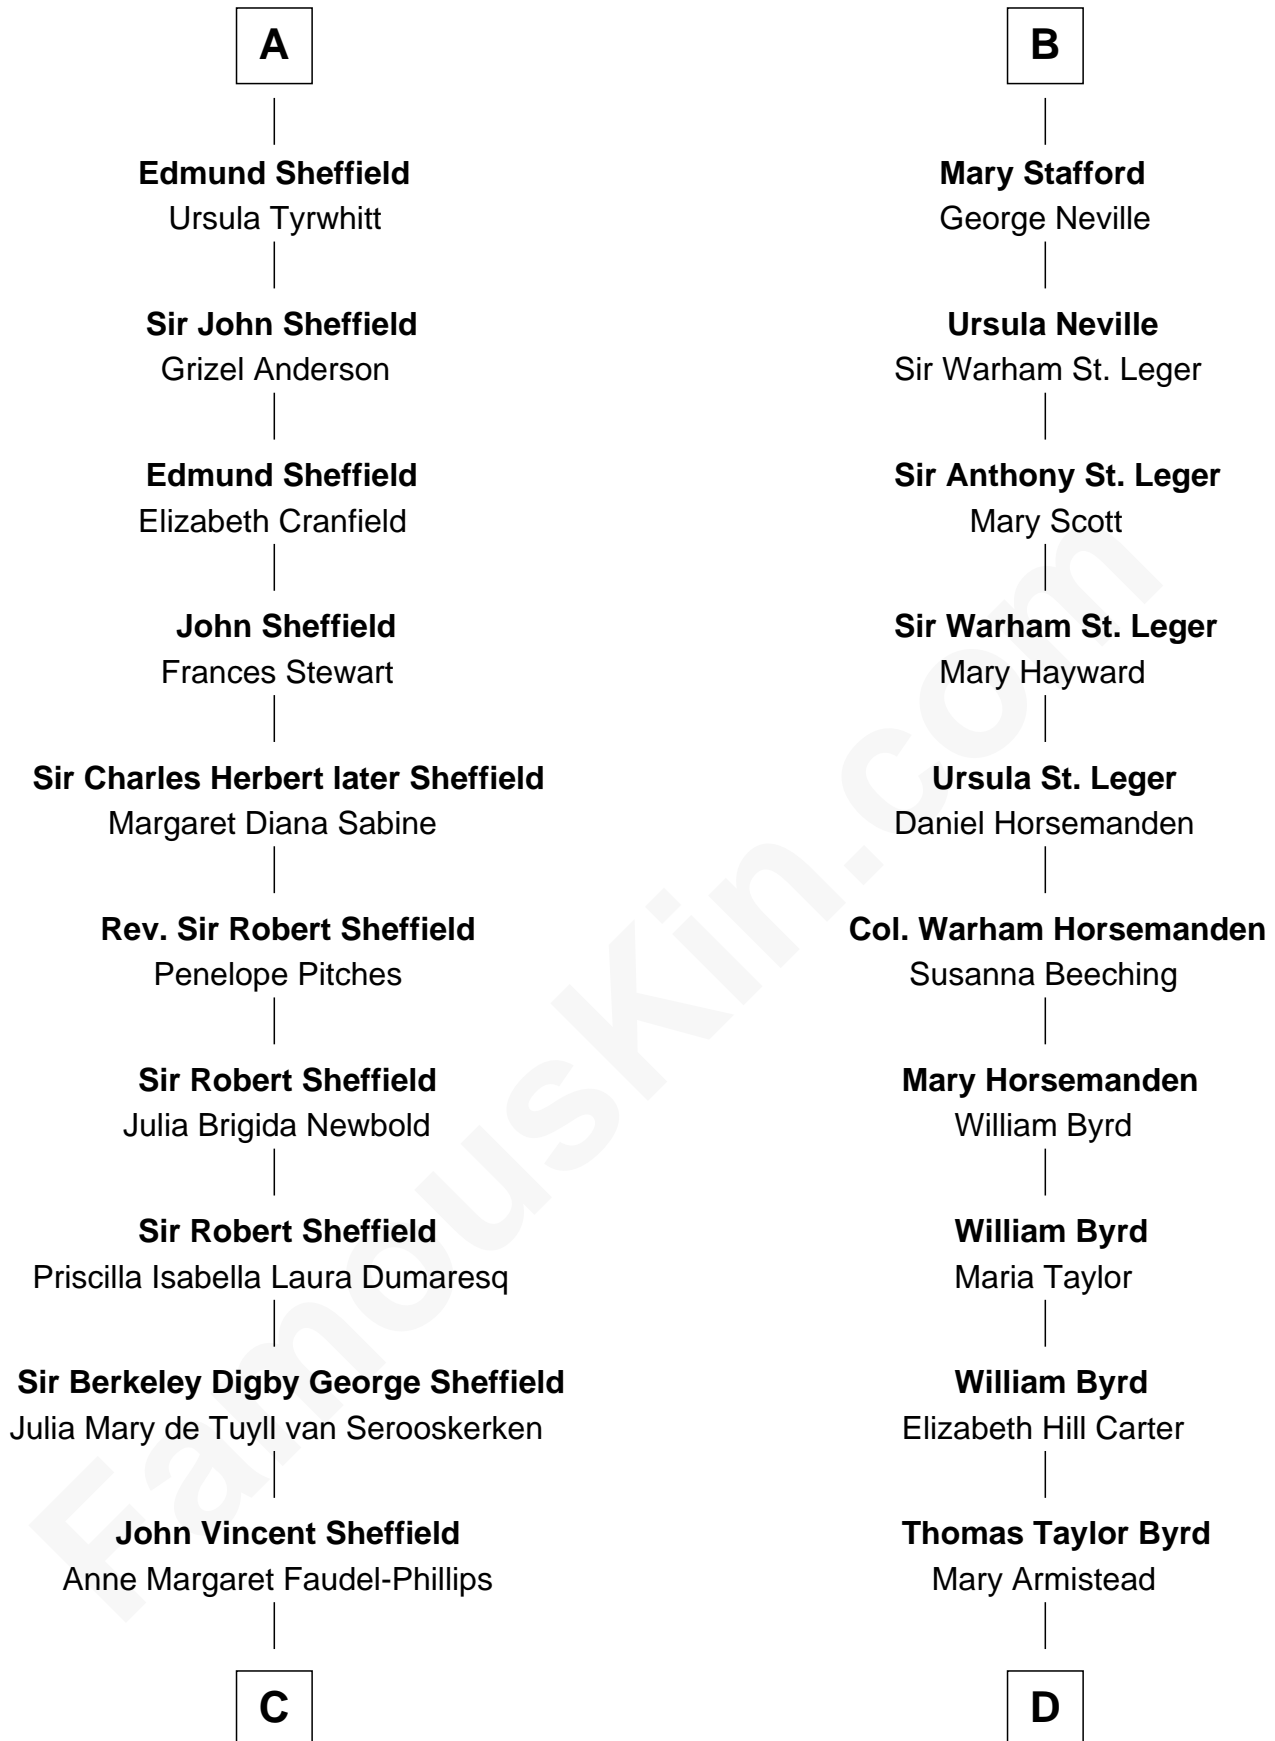 A
Edmund Sheffield
Ursula Tyrwhitt
Sir John Sheffield
Grizel Anderson
Edmund Sheffield
Elizabeth Cranfield
John Sheffield
Frances Stewart
Sir Charles Herbert later Sheffield
Margaret Diana Sabine
Rev. Sir Robert Sheffield
Penelope Pitches
Sir Robert Sheffield
Julia Brigida Newbold
Sir Robert Sheffield
Priscilla Isabella Laura Dumaresq
Sir Berkeley Digby George Sheffield
Julia Mary de Tuyll van Serooskerken
John Vincent Sheffield
Anne Margaret Faudel-Phillips
C
B
Mary Stafford
George Neville
Ursula Neville
Sir Warham St. Leger
Sir Anthony St. Leger
Mary Scott
Sir Warham St. Leger
Mary Hayward
Ursula St. Leger
Daniel Horsemanden
Col. Warham Horsemanden
Susanna Beeching
Mary Horsemanden
William Byrd
William Byrd
Maria Taylor
William Byrd
Elizabeth Hill Carter
Thomas Taylor Byrd
Mary Armistead
D
FamousKin.com